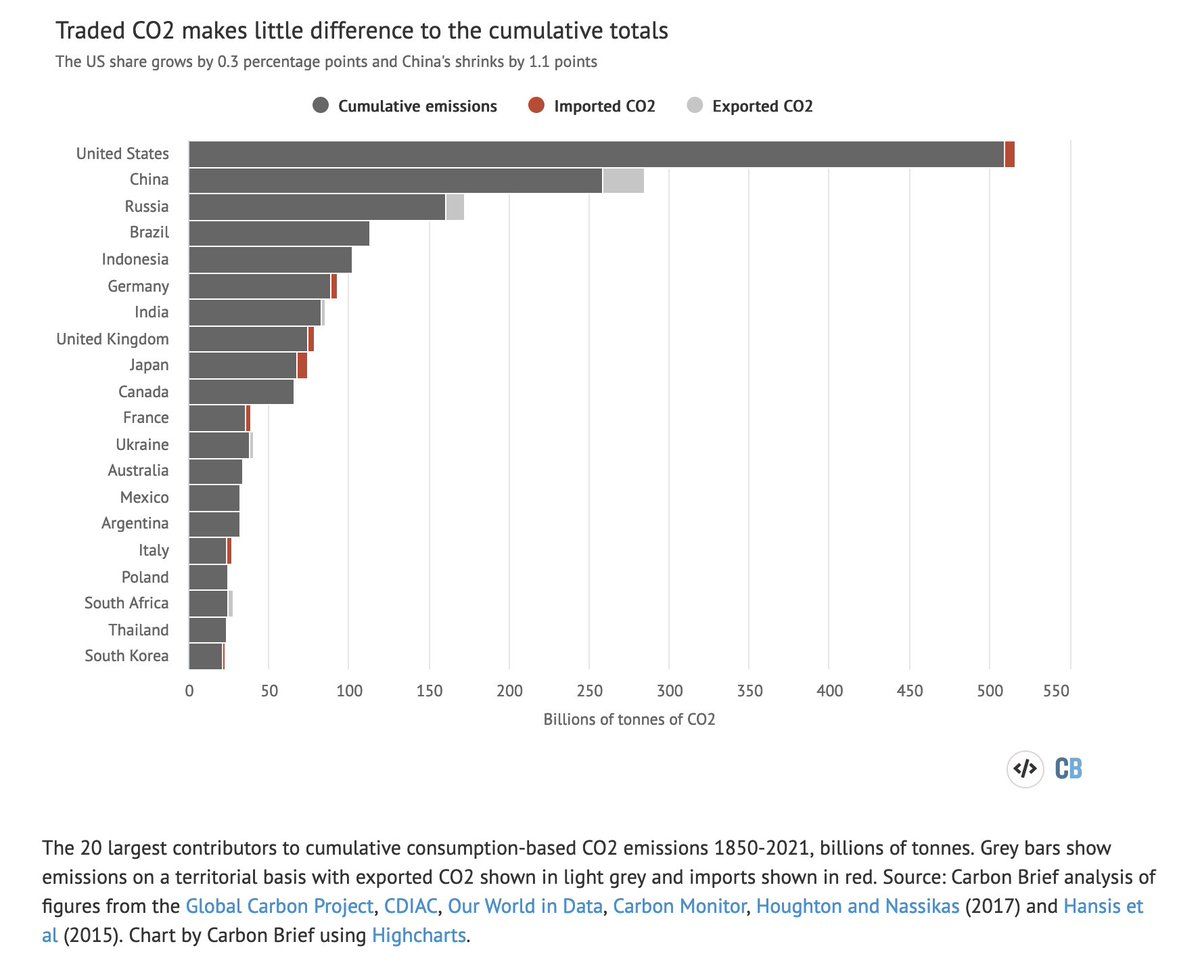 Traded CO2 makes little difference to the cumulative totals
The US share grows by 0.3 percentage points and China's shrinks by 1.1 points
Cumulative emissions Imported CO2 Exported CO2
United States
China
Russia
Brazil
Indonesia
Germany
India
United Kingdom
Japan
Canada
France
Ukraine
Australia
Mexico
Argentina
Italy
Poland
South Africa
Thailand
South Korea
0 50 100 150 200 250 300 350 400 450 500 550
Billions of tonnes of CO2
</> CB
The 20 largest contributors to cumulative consumption-based CO2 emissions 1850-2021, billions of tonnes. Grey bars show
emissions on a territorial basis with exported CO2 shown in light grey and imports shown in red. Source: Carbon Brief analysis of
figures from the Global Carbon Project, CDIAC, Our World in Data, Carbon Monitor, Houghton and Nassikas (2017) and Hansis et
al (2015). Chart by Carbon Brief using Highcharts.